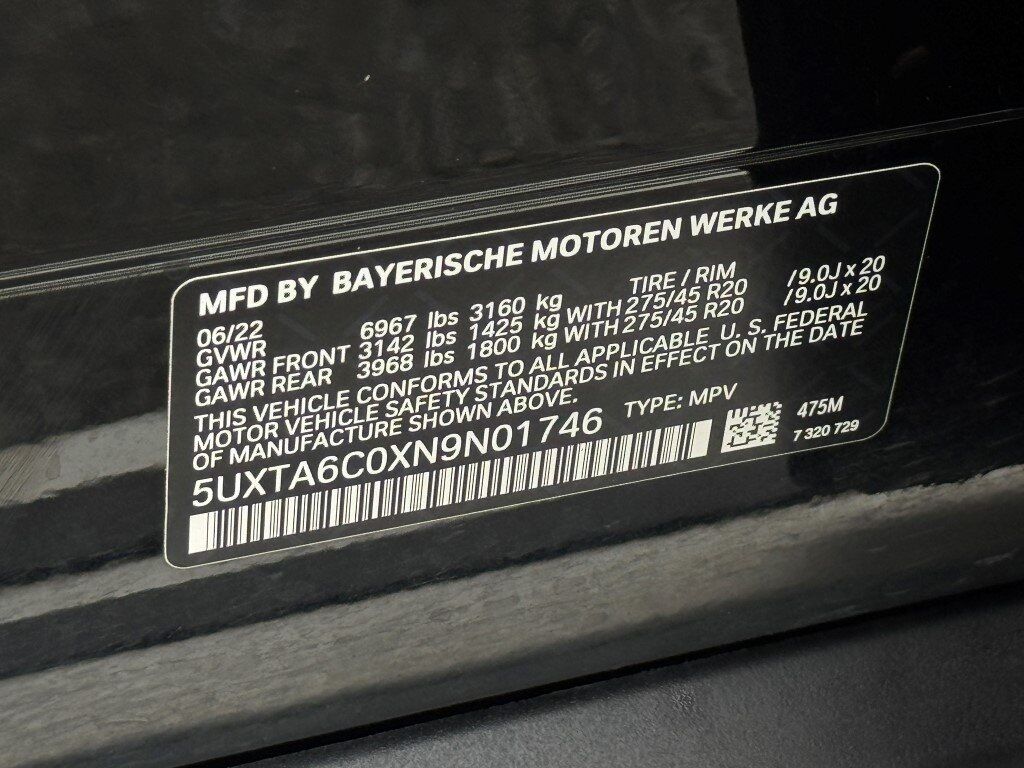 MFD BY BAYERISCHE MOTOREN WERKE AG
06/22 TIRE / RIM
GVWR 6967 lbs 3160 kg
GAWR FRONT 3142 lbs 1425 kg WITH 275/45 R20 /9.0J x 20
GAWR REAR 3968 lbs 1800 kg WITH 275/45 R20 /9.0J x 20
THIS VEHICLE CONFORMS TO ALL APPLICABLE U. S. FEDERAL
MOTOR VEHICLE SAFETY STANDARDS IN EFFECT ON THE DATE
OF MANUFACTURE SHOWN ABOVE.
5UXTA6C0XN9N01746 TYPE: MPV 475M
7 320 729